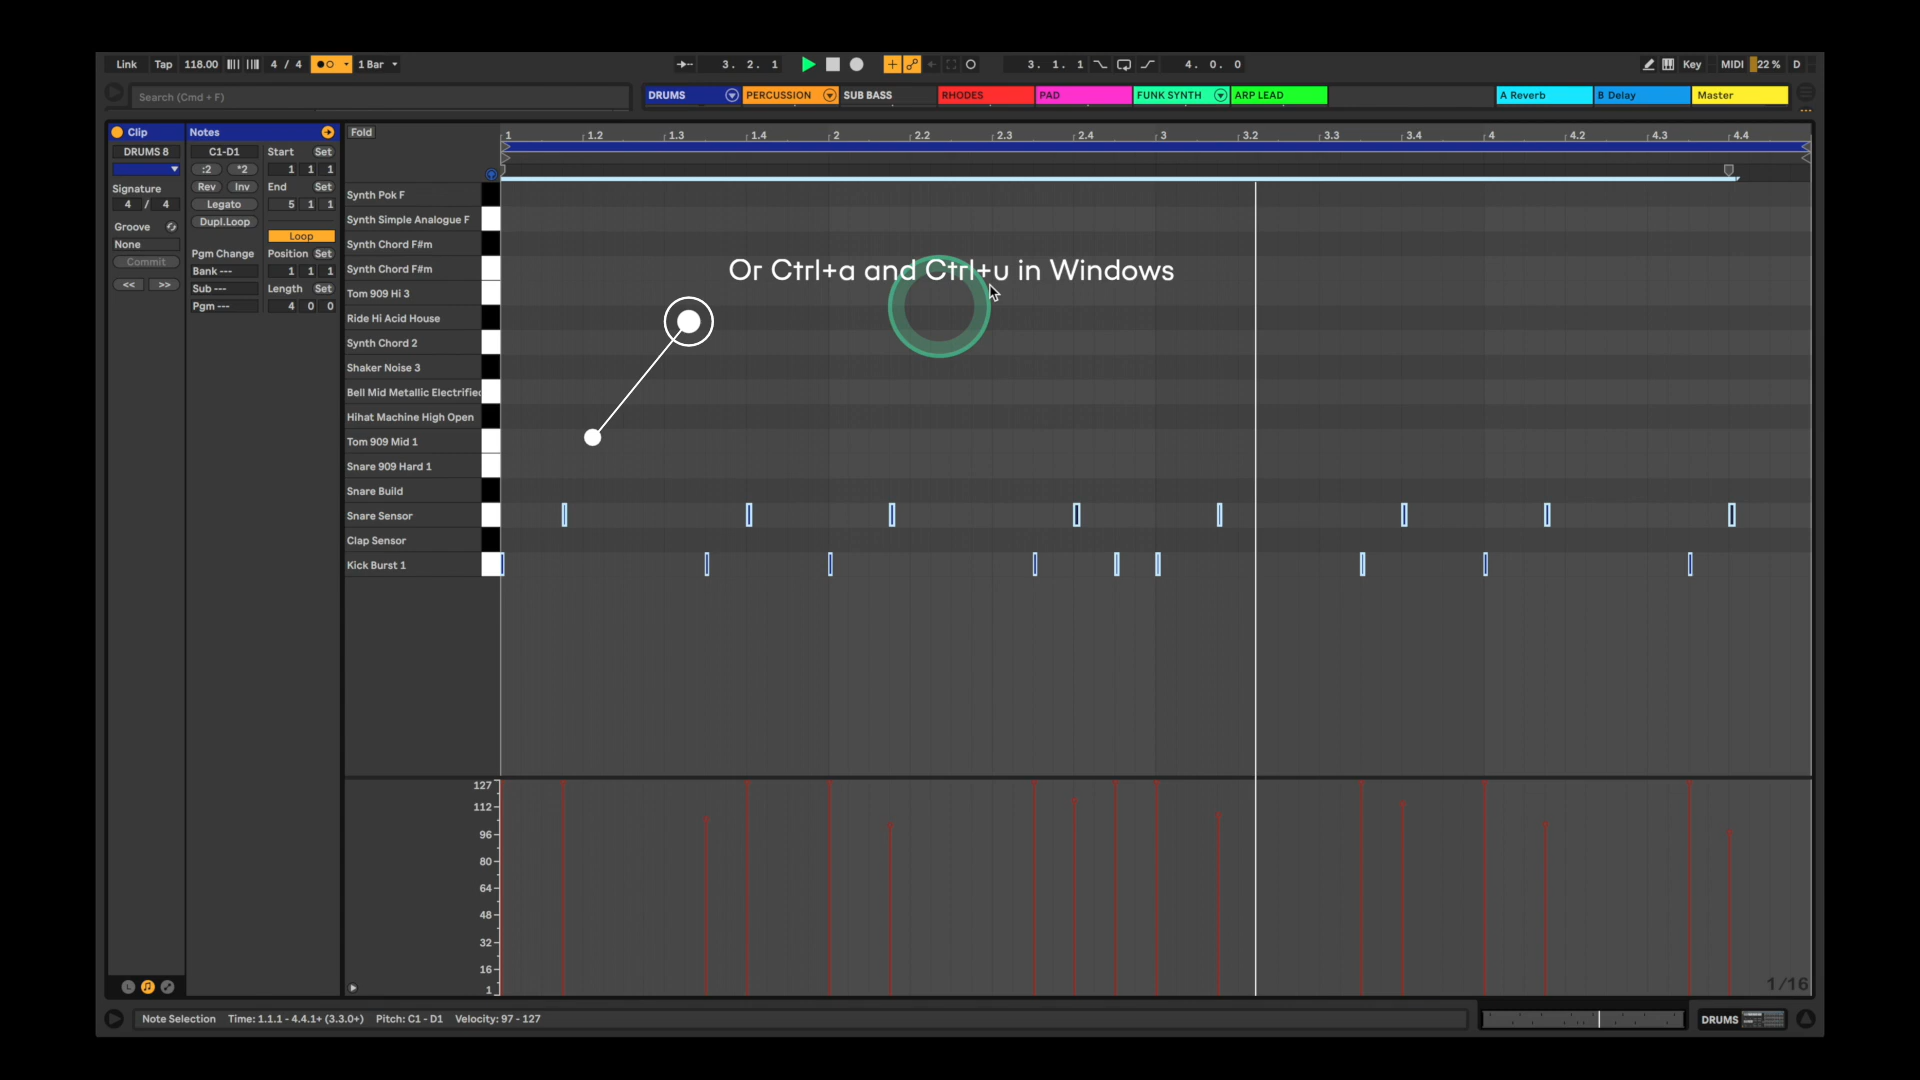 Link Tap 118.00 4 / 4 1 Bar 3. 2. 1 3. 1. 1 4. 0. 0 Key MIDI 22 % D
Search (Cmd + F) DRUMS PERCUSSION SUB BASS RHODES PAD FUNK SYNTH ARP LEAD A Reverb B Delay Master
Clip Notes Fold 1 1.2 1.3 1.4 2 2.2 2.3 2.4 3 3.2 3.3 3.4 4 4.2 4.3 4.4
DRUMS 8 C1-D1 Start Set
:2 *2 1 1 1
Signature Rev Inv End Set
4 / 4 Legato 5 1 1
Groove Dupl.Loop
None Loop
Commit Pgm Change Position Set
Bank --- 1 1 1
<< >> Sub --- Length Set
Pgm --- 4 0 0
Synth Pok F
Synth Simple Analogue F
Synth Chord F#m
Synth Chord F#m
Tom 909 Hi 3
Ride Hi Acid House
Synth Chord 2
Shaker Noise 3
Bell Mid Metallic Electrified
Hihat Machine High Open
Tom 909 Mid 1
Snare 909 Hard 1
Snare Build
Snare Sensor
Clap Sensor
Kick Burst 1
Or Ctrl+a and Ctrl+u in Windows
127
112
96
80
64
48
32
16
1
1/16
L
Note Selection Time: 1.1.1 - 4.4.1+ (3.3.0+) Pitch: C1 - D1 Velocity: 97 - 127 DRUMS